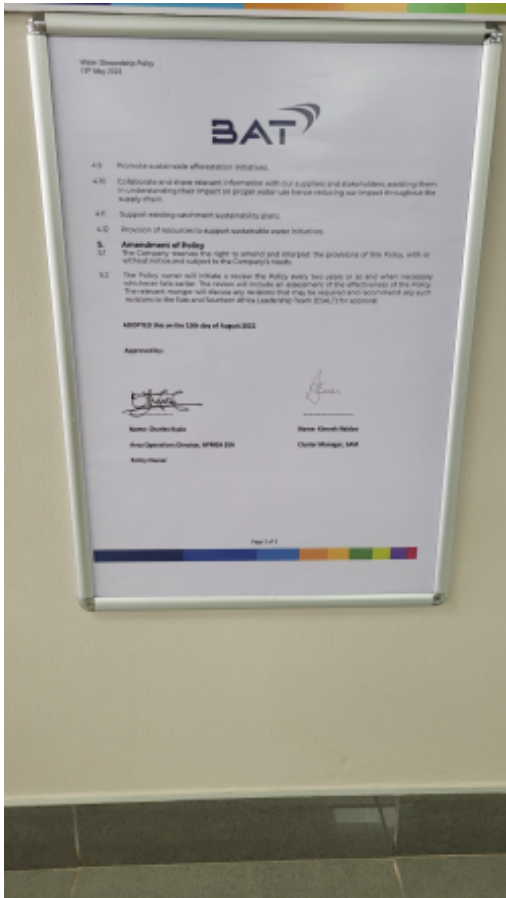 Water Stewardship Policy
BAT
4.9 Promote sustainable afforestation initiatives.
4.10 Collaborate and share relevant information with our suppliers and stakeholders, assisting them
in understanding their impact on proper water use hence reducing our impact throughout the
supply chain.
4.11 Support existing catchment sustainability plans.
4.12 Provision of resources to support sustainable water initiatives.
5. Amendment of Policy
5.1 The Company reserves the right to amend and interpret the provisions of this Policy, with or
without notice and subject to the Company's needs.
5.2 The Policy owner will initiate a review the Policy every two years or as and when necessary
whichever falls earlier. The review will include an assessment of the effectiveness of the Policy.
The relevant manger will discuss any revisions that may be required and recommend any such
revisions to the East and Southern Africa Leadership Team for approval.
ADOPTED this on the day of August
Approved by:
Name: Charles Name:
Area Operations Director, Cluster Manager,
Policy Owner
Page 3 of 3